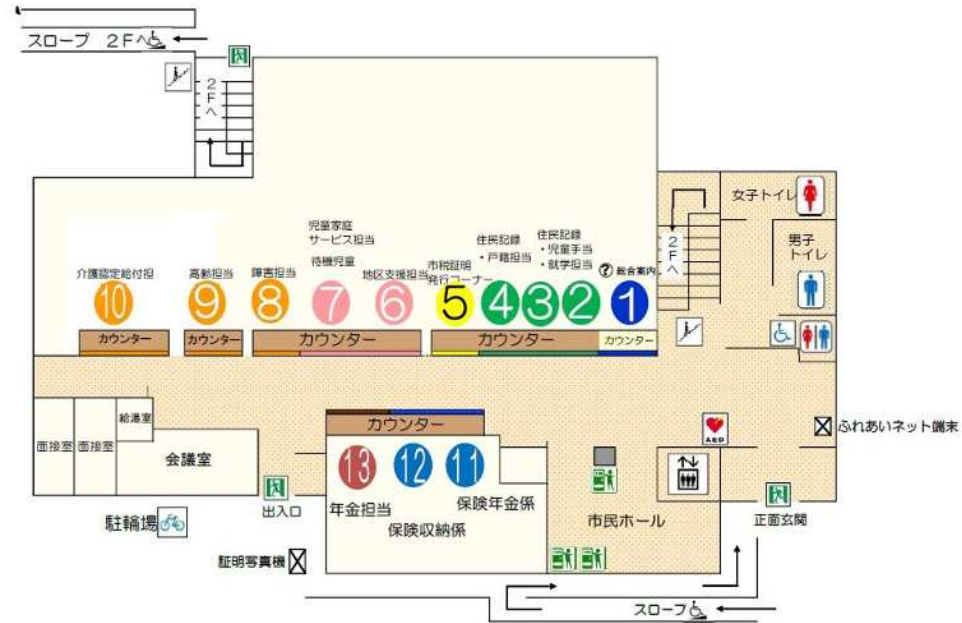 スロープ 2Fへ
2Fへ
女子トイレ
男子
トイレ
2Fへ
児童家庭
サービス担当
待機児童
住民記録
・戸籍担当
住民記録
・児童手当
・就学担当
介護認定給付担
高齢担当
障害担当
地区支援担当
市税証明
発行コーナー
? 総合案内
10
9
8
7
6
5
4
3
2
1
カウンター
カウンター
カウンター
カウンター
カウンター
カウンター
13
12
11
年金担当
保険収納係
保険年金係
面接室
面接室
給湯室
会議室
AED
ふれあいネット端末
出入口
駐輪場
証明写真機
市民ホール
正面玄関
スロープ